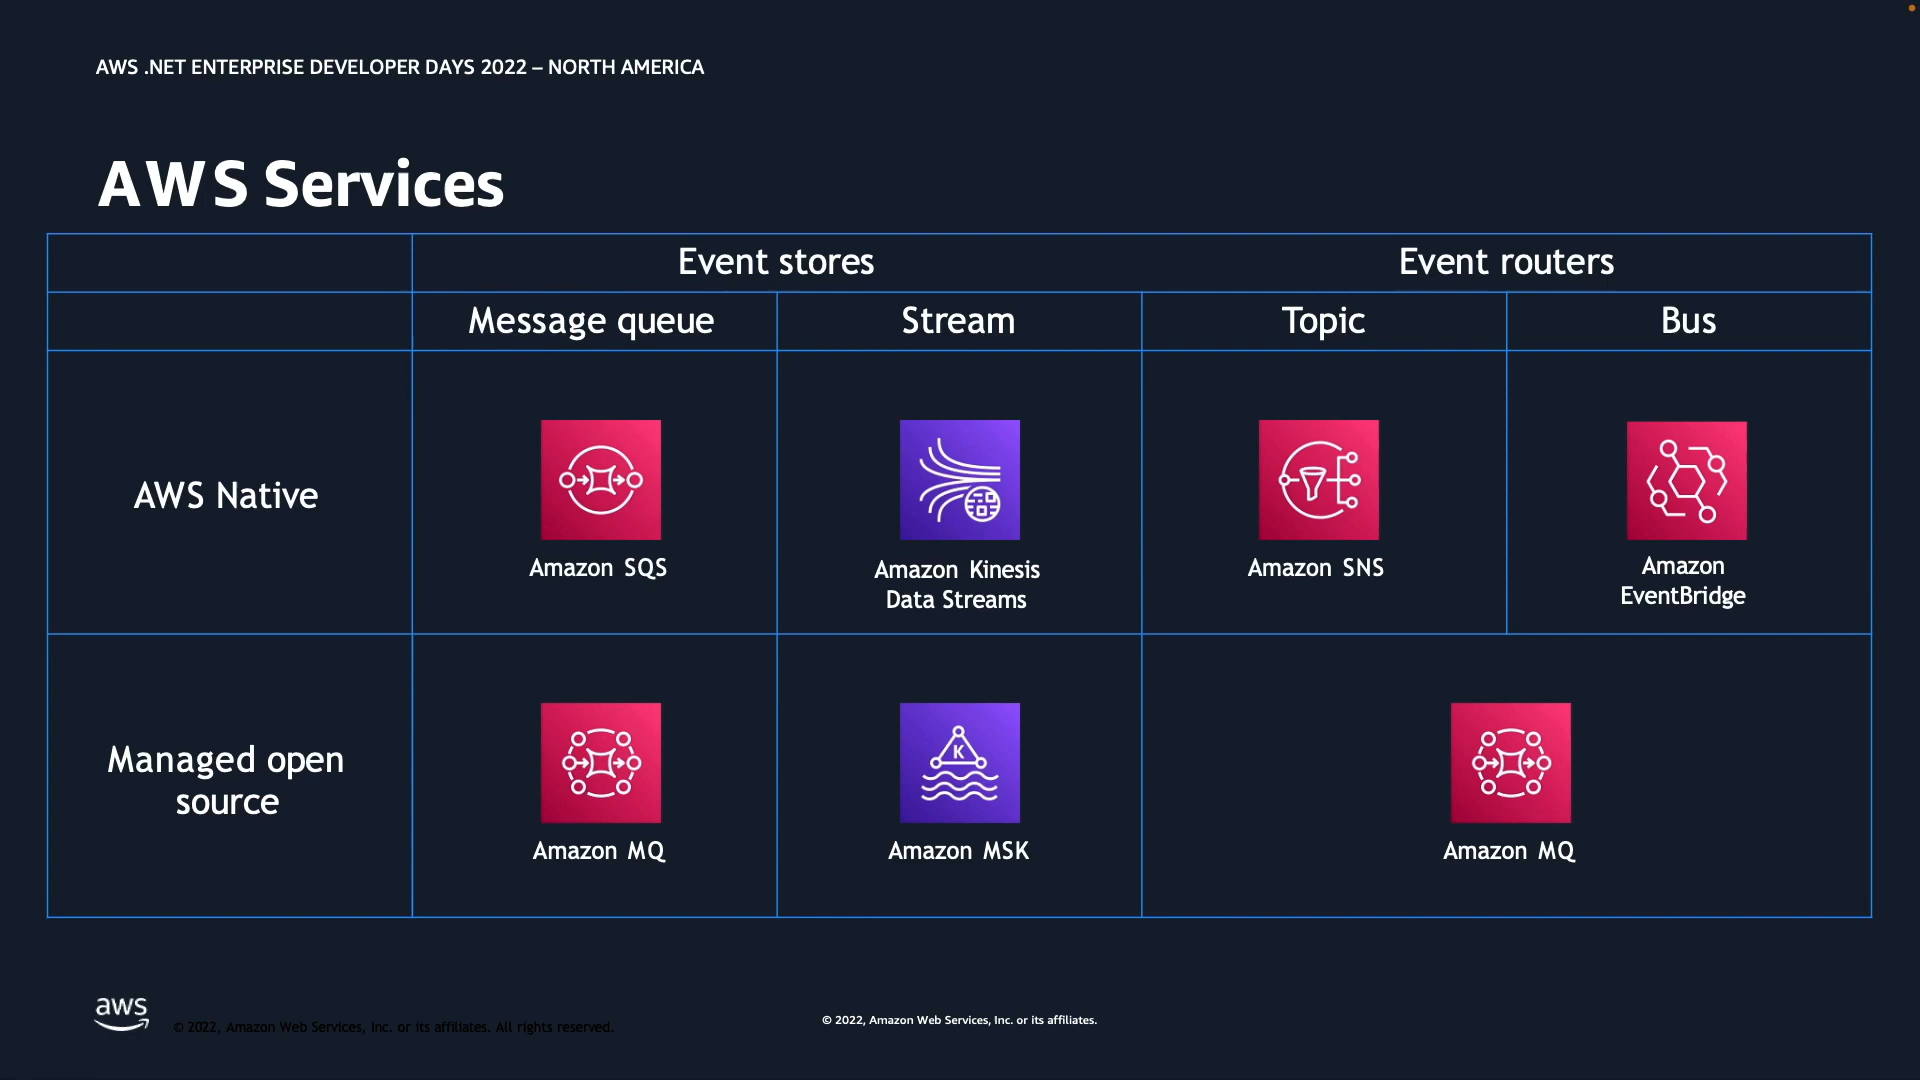 AWS .NET ENTERPRISE DEVELOPER DAYS 2022 – NORTH AMERICA
AWS Services
Event stores
Event routers
Message queue
Stream
Topic
Bus
AWS Native
Amazon SQS
Amazon Kinesis
Data Streams
Amazon SNS
Amazon
EventBridge
Managed open
source
Amazon MQ
K
Amazon MSK
Amazon MQ
aws
© 2022, Amazon Web Services, Inc. or its affiliates. All rights reserved.
© 2022, Amazon Web Services, Inc. or its affiliates.